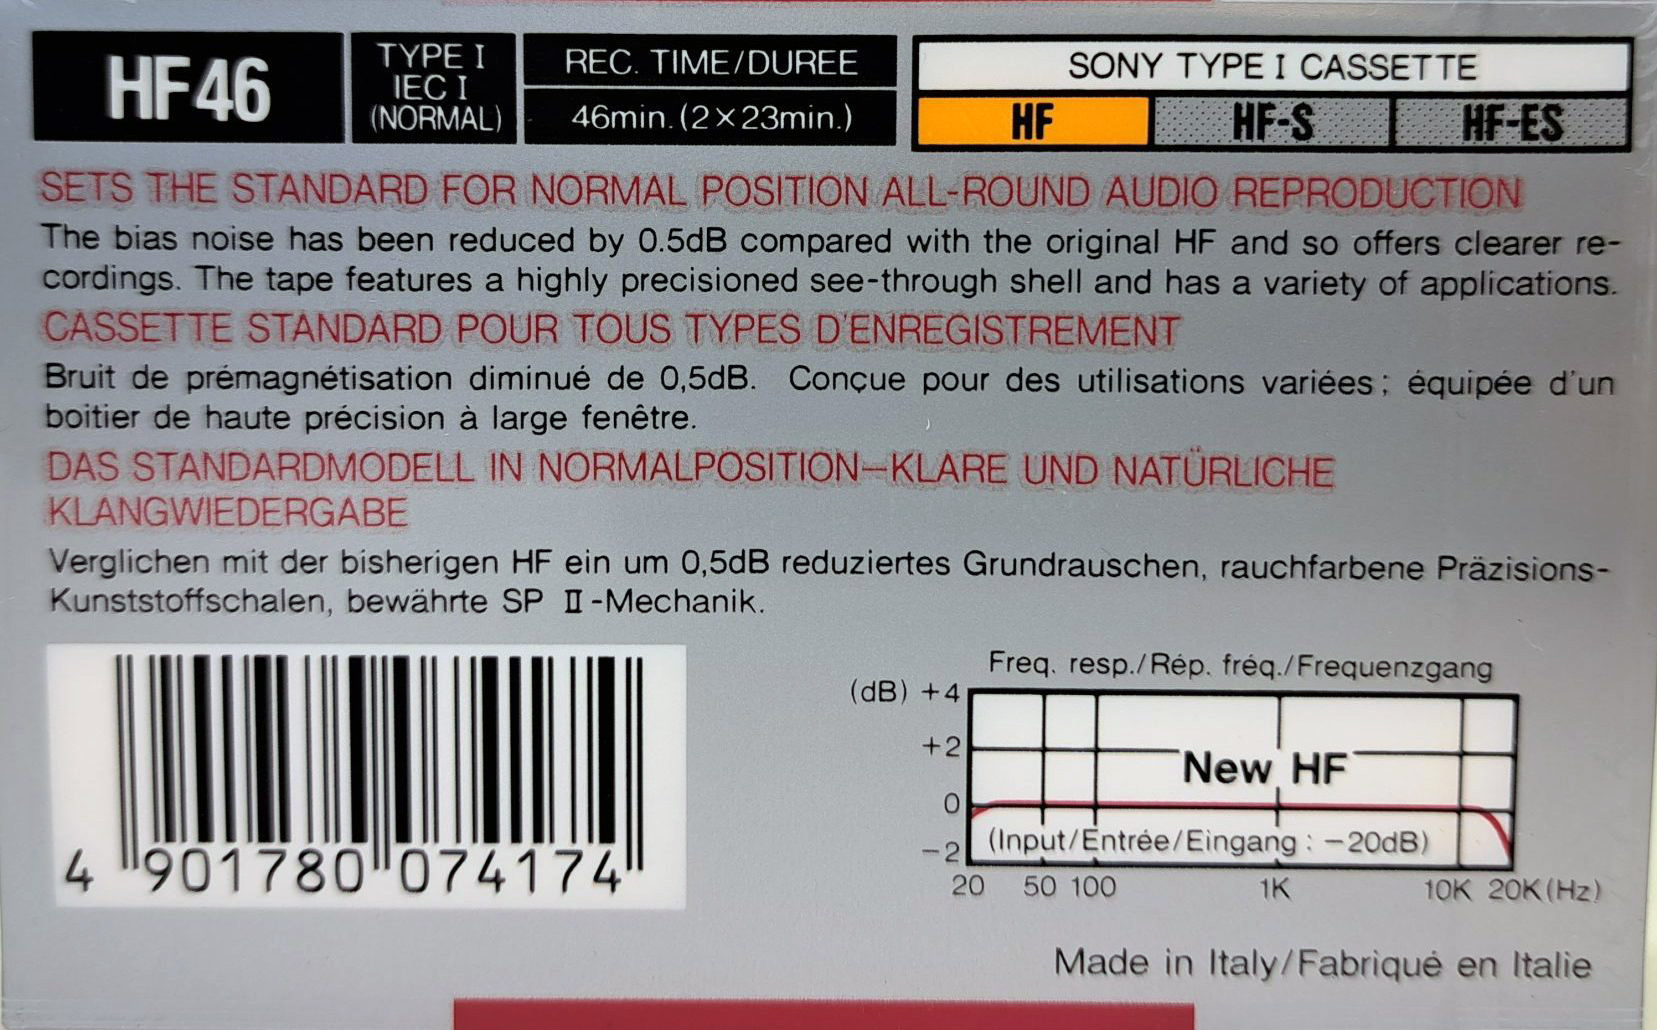 HF46
TYPE I
IEC I
(NORMAL)
REC. TIME/DUREE
46min. (2×23min.)
SONY TYPE I CASSETTE
HF HF-S HF-ES
SETS THE STANDARD FOR NORMAL POSITION ALL-ROUND AUDIO REPRODUCTION
The bias noise has been reduced by 0.5dB compared with the original HF and so offers clearer re-
cordings. The tape features a highly precisioned see-through shell and has a variety of applications.
CASSETTE STANDARD POUR TOUS TYPES D'ENREGISTREMENT
Bruit de prémagnétisation diminué de 0,5dB. Conçue pour des utilisations variées; équipée d'un
boitier de haute précision à large fenêtre.
DAS STANDARDMODELL IN NORMALPOSITION—KLARE UND NATÜRLICHE
KLANGWIEDERGABE
Verglichen mit der bisherigen HF ein um 0,5dB reduziertes Grundrauschen, rauchfarbene Präzisions-
Kunststoffschalen, bewährte SP II-Mechanik.
4 901780 074174
Freq. resp./Rép. fréq./Frequenzgang
(dB) +4
+2
New HF
0
(Input/Entrée/Eingang : −20dB)
−2
20 50 100 1K 10K 20K (Hz)
Made in Italy/Fabriqué en Italie